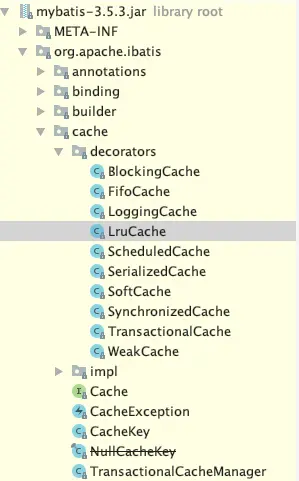 mybatis-3.5.3.jar library root
META-INF
org.apache.ibatis
annotations
binding
builder
cache
decorators
BlockingCache
FifoCache
LoggingCache
LruCache
ScheduledCache
SerializedCache
SoftCache
SynchronizedCache
TransactionalCache
WeakCache
impl
Cache
CacheException
CacheKey
NullCacheKey
TransactionalCacheManager